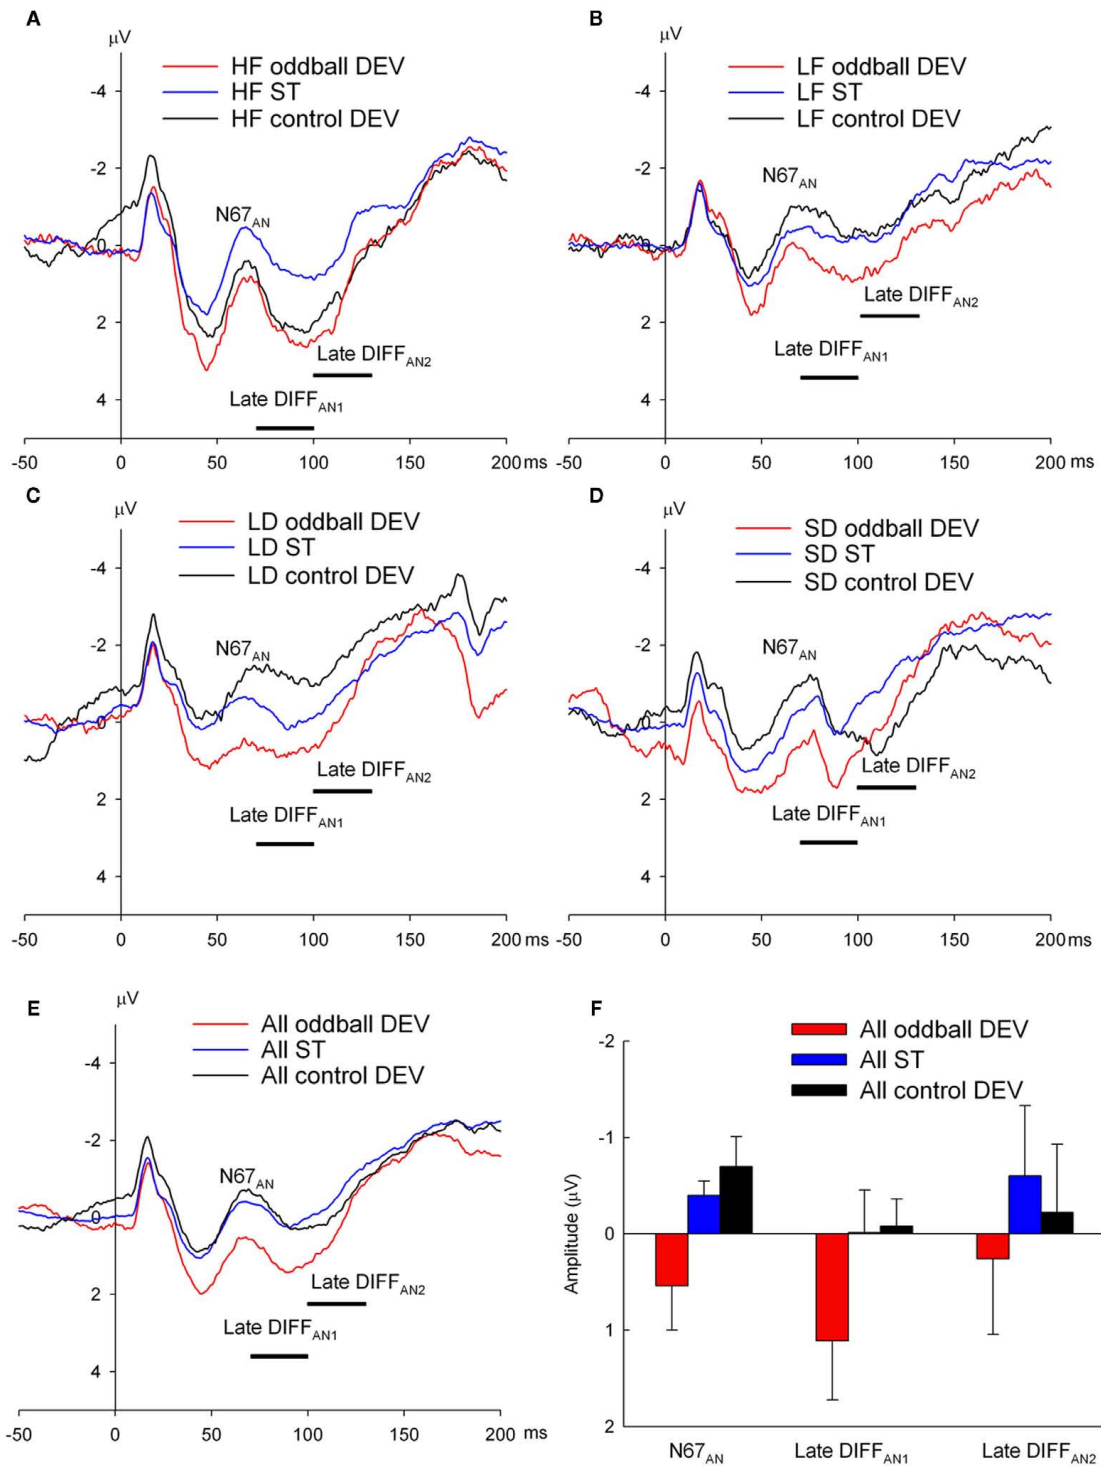 A
μV
HF oddball DEV
HF ST
HF control DEV
-4
-2
0
2
4
N67AN
Late DIFFAN2
Late DIFFAN1
-50 0 50 100 150 200 ms
B
μV
LF oddball DEV
LF ST
LF control DEV
-4
-2
0
2
4
N67AN
Late DIFFAN2
Late DIFFAN1
-50 0 50 100 150 200 ms
C
μV
LD oddball DEV
LD ST
LD control DEV
-4
-2
0
2
4
N67AN
Late DIFFAN2
Late DIFFAN1
-50 0 50 100 150 200 ms
D
μV
SD oddball DEV
SD ST
SD control DEV
-4
-2
0
2
4
N67AN
Late DIFFAN2
Late DIFFAN1
-50 0 50 100 150 200 ms
E
μV
All oddball DEV
All ST
All control DEV
-4
-2
0
2
4
N67AN
Late DIFFAN2
Late DIFFAN1
-50 0 50 100 150 200 ms
F
All oddball DEV
All ST
All control DEV
Amplitude (μV)
-2
-1
0
1
2
N67AN Late DIFFAN1 Late DIFFAN2